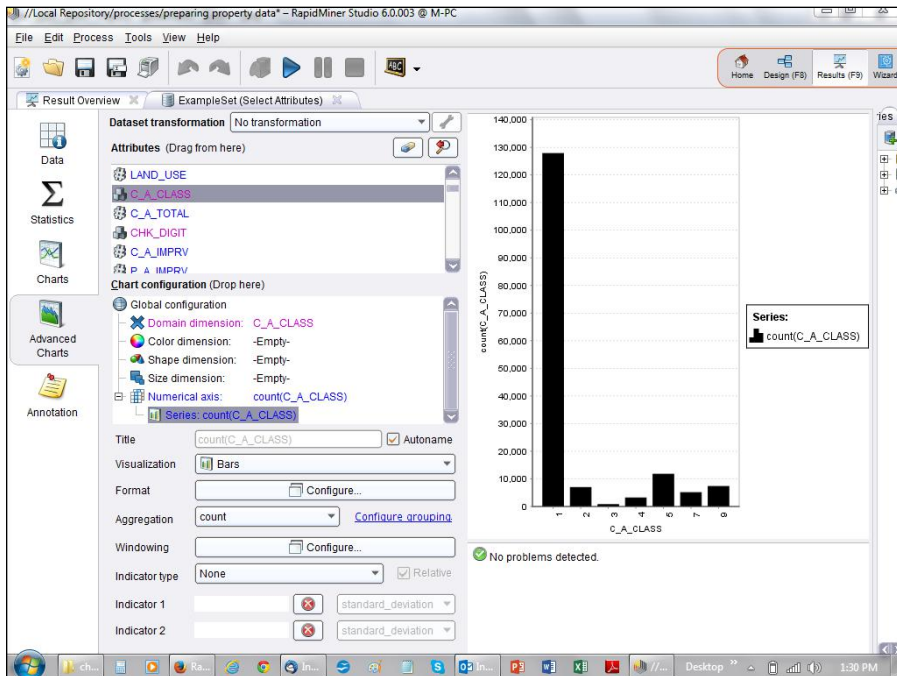 //Local Repository/processes/preparing property data* – RapidMiner Studio 6.0.003 @ M-PC
File Edit Process Tools View Help
ABC
Home Design (F8) Results (F9) Wizard
Result Overview ExampleSet (Select Attributes)
Data
Statistics
Charts
Advanced
Charts
Annotation
Dataset transformation No transformation
Attributes (Drag from here)
LAND_USE
C_A_CLASS
C_A_TOTAL
CHK_DIGIT
C_A_IMPRV
P_A_IMPRV
Chart configuration (Drop here)
Global configuration
Domain dimension: C_A_CLASS
Color dimension: -Empty-
Shape dimension: -Empty-
Size dimension: -Empty-
Numerical axis: count(C_A_CLASS)
Series: count(C_A_CLASS)
Title count(C_A_CLASS) Autoname
Visualization Bars
Format Configure...
Aggregation count Configure grouping
Windowing Configure...
Indicator type None Relative
Indicator 1 standard_deviation
Indicator 2 standard_deviation
140,000
130,000
120,000
110,000
100,000
90,000
80,000
70,000
60,000
50,000
40,000
30,000
20,000
10,000
0
count(C_A_CLASS)
1 2 3 4 5 7 9
C_A_CLASS
Series:
count(C_A_CLASS)
No problems detected.
ies
ch... Ra... In... In... //... Desktop 1:30 PM